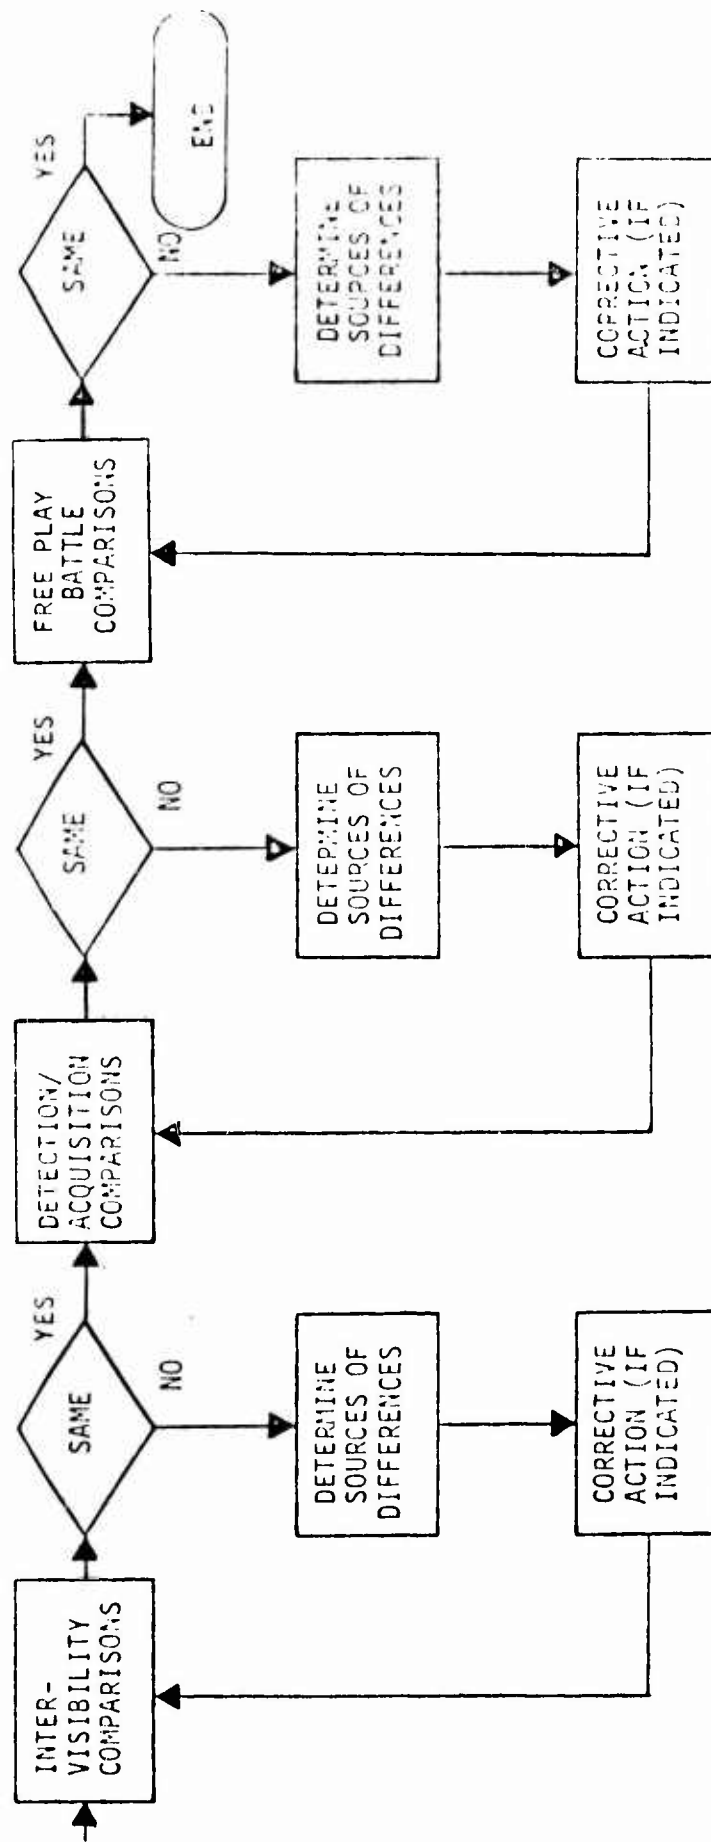 INTER-
VISIBILITY
COMPARISONS
SAME
YES
NO
DETERMINE
SOURCES OF
DIFFERENCES
CORRECTIVE
ACTION (IF
INDICATED)
DETECTION/
ACQUISITION
COMPARISONS
SAME
YES
NO
DETERMINE
SOURCES OF
DIFFERENCES
CORRECTIVE
ACTION (IF
INDICATED)
FREE PLAY
BATTLE
COMPARISONS
SAME
YES
NO
END
DETERMINE
SOURCES OF
DIFFERENCES
CORRECTIVE
ACTION (IF
INDICATED)